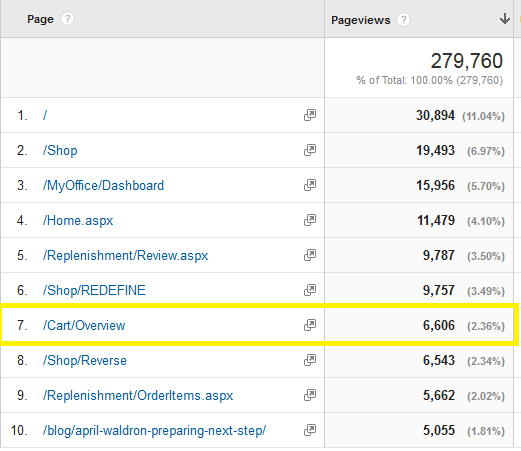 Page ? Pageviews ?
279,760
% of Total: 100.00% (279,760)
1. / 30,894 (11.04%)
2. /Shop 19,493 (6.97%)
3. /MyOffice/Dashboard 15,956 (5.70%)
4. /Home.aspx 11,479 (4.10%)
5. /Replenishment/Review.aspx 9,787 (3.50%)
6. /Shop/REDEFINE 9,757 (3.49%)
7. /Cart/Overview 6,606 (2.36%)
8. /Shop/Reverse 6,543 (2.34%)
9. /Replenishment/OrderItems.aspx 5,662 (2.02%)
10. /blog/april-waldron-preparing-next-step/ 5,055 (1.81%)